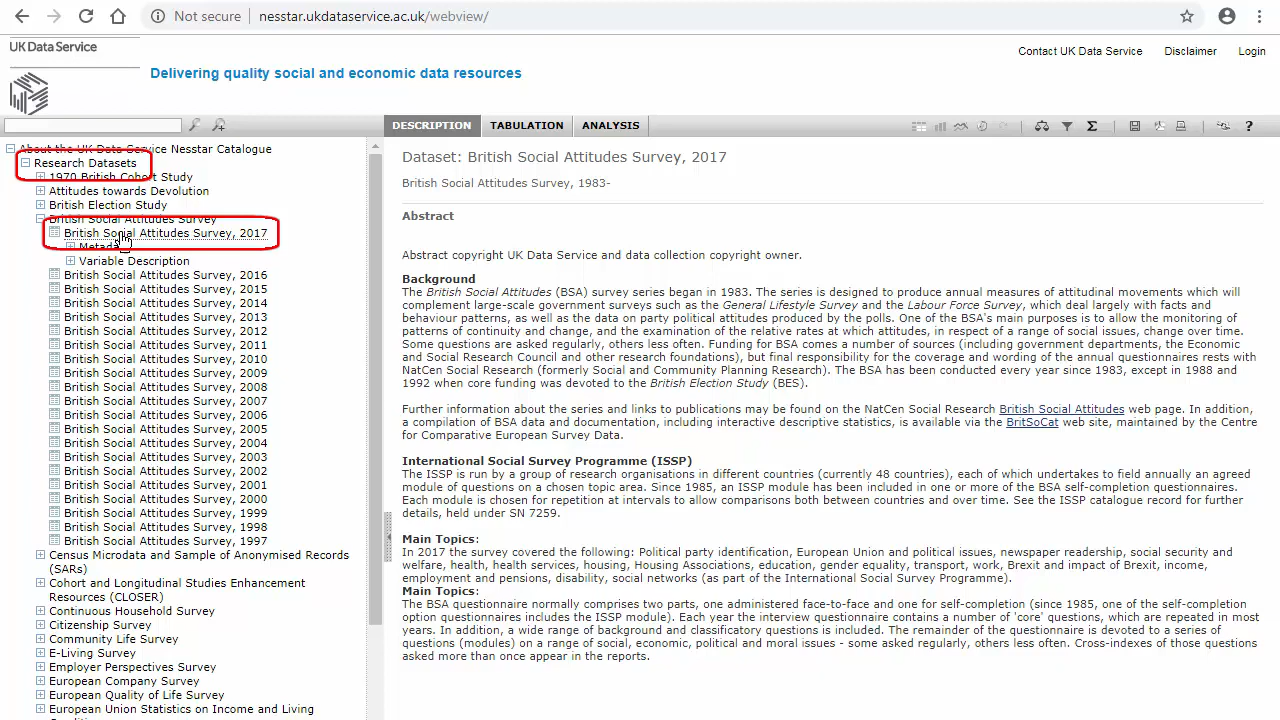 Not secure
nesstar.ukdataservice.ac.uk/webview/
UK Data Service
Delivering quality social and economic data resources
Contact UK Data Service
Disclaimer
Login
DESCRIPTION
TABULATION
ANALYSIS
Σ
?
About the UK Data Service Nesstar Catalogue
Research Datasets
1970 British Cohort Study
Attitudes towards Devolution
British Election Study
British Social Attitudes Survey
British Social Attitudes Survey, 2017
Variable Description
British Social Attitudes Survey, 2016
British Social Attitudes Survey, 2015
British Social Attitudes Survey, 2014
British Social Attitudes Survey, 2013
British Social Attitudes Survey, 2012
British Social Attitudes Survey, 2011
British Social Attitudes Survey, 2010
British Social Attitudes Survey, 2009
British Social Attitudes Survey, 2008
British Social Attitudes Survey, 2007
British Social Attitudes Survey, 2006
British Social Attitudes Survey, 2005
British Social Attitudes Survey, 2004
British Social Attitudes Survey, 2003
British Social Attitudes Survey, 2002
British Social Attitudes Survey, 2001
British Social Attitudes Survey, 2000
British Social Attitudes Survey, 1999
British Social Attitudes Survey, 1998
British Social Attitudes Survey, 1997
Census Microdata and Sample of Anonymised Records
(SARs)
Cohort and Longitudinal Studies Enhancement
Resources (CLOSER)
Continuous Household Survey
Citizenship Survey
Community Life Survey
E-Living Survey
Employer Perspectives Survey
European Company Survey
European Quality of Life Survey
European Union Statistics on Income and Living
Dataset: British Social Attitudes Survey, 2017
British Social Attitudes Survey, 1983-
Abstract
Abstract copyright UK Data Service and data collection copyright owner.
Background
The British Social Attitudes (BSA) survey series began in 1983. The series is designed to produce annual measures of attitudinal movements which will
complement large-scale government surveys such as the General Lifestyle Survey and the Labour Force Survey, which deal largely with facts and
behaviour patterns, as well as the data on party political attitudes produced by the polls. One of the BSA's main purposes is to allow the monitoring of
patterns of continuity and change, and the examination of the relative rates at which attitudes, in respect of a range of social issues, change over time.
Some questions are asked regularly, others less often. Funding for BSA comes a number of sources (including government departments, the Economic
and Social Research Council and other research foundations), but final responsibility for the coverage and wording of the annual questionnaires rests with
NatCen Social Research (formerly Social and Community Planning Research). The BSA has been conducted every year since 1983, except in 1988 and
1992 when core funding was devoted to the British Election Study (BES).
Further information about the series and links to publications may be found on the NatCen Social Research British Social Attitudes web page. In addition,
a compilation of BSA data and documentation, including interactive descriptive statistics, is available via the BritSoCat web site, maintained by the Centre
for Comparative European Survey Data.
International Social Survey Programme (ISSP)
The ISSP is run by a group of research organisations in different countries (currently 48 countries), each of which undertakes to field annually an agreed
module of questions on a chosen topic area. Since 1985, an ISSP module has been included in one or more of the BSA self-completion questionnaires.
Each module is chosen for repetition at intervals to allow comparisons both between countries and over time. See the ISSP catalogue record for further
details, held under SN 7259.
Main Topics:
In 2017 the survey covered the following: Political party identification, European Union and political issues, newspaper readership, social security and
welfare, health, health services, housing, Housing Associations, education, gender equality, transport, work, Brexit and impact of Brexit, income,
employment and pensions, disability, social networks (as part of the International Social Survey Programme).
Main Topics:
The BSA questionnaire normally comprises two parts, one administered face-to-face and one for self-completion (since 1985, one of the self-completion
option questionnaires includes the ISSP module). Each year the interview questionnaire contains a number of 'core' questions, which are repeated in most
years. In addition, a wide range of background and classificatory questions is included. The remainder of the questionnaire is devoted to a series of
questions (modules) on a range of social, economic, political and moral issues - some asked regularly, others less often. Cross-indexes of those questions
asked more than once appear in the reports.